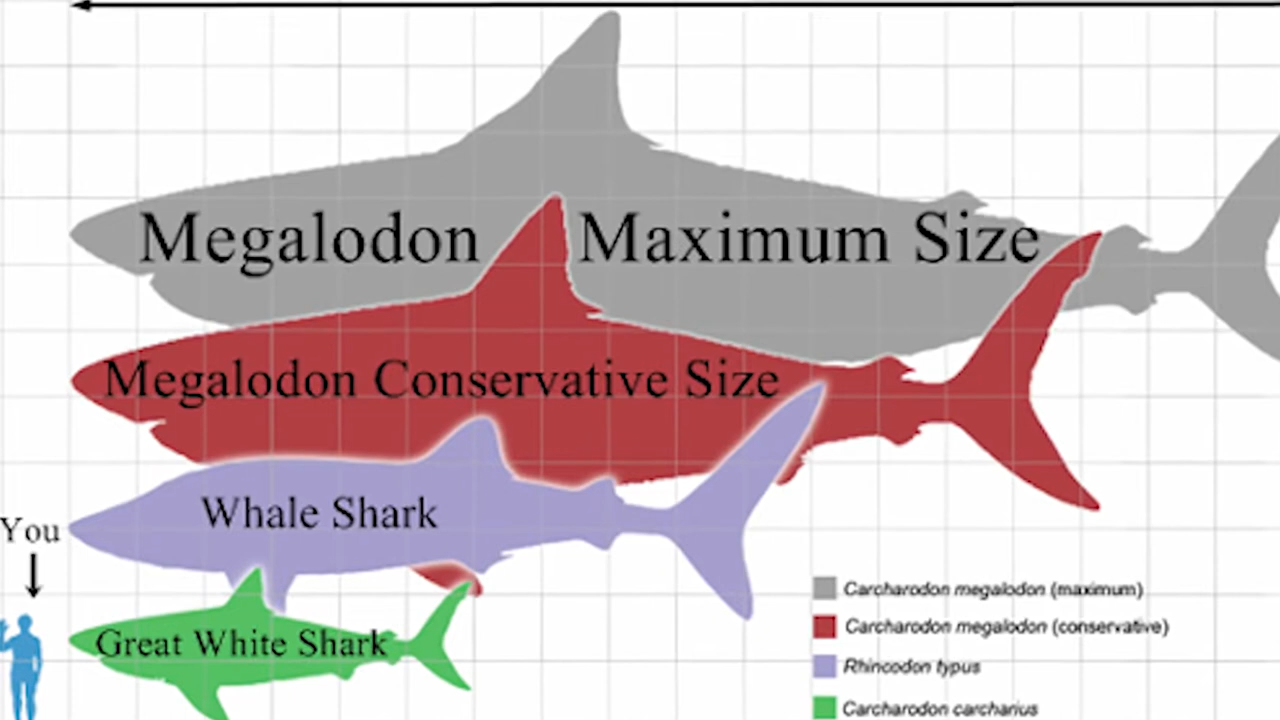 Megalodon Maximum Size
Megalodon Conservative Size
Whale Shark
You
Great White Shark
Carcharodon megalodon (maximum)
Carcharodon megalodon (conservative)
Rhincodon typus
Carcharodon carcharius